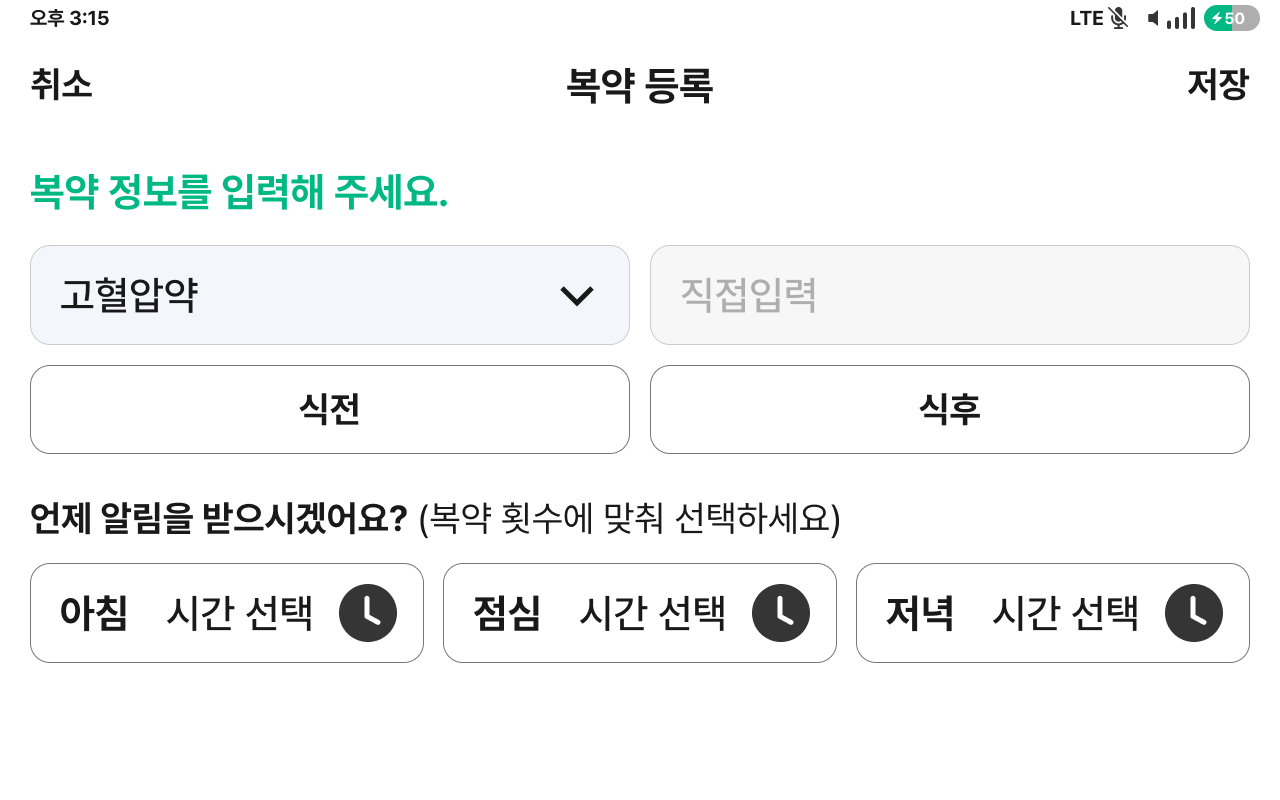 오후 3:15 LTE 50
취소 복약 등록 저장
복약 정보를 입력해 주세요.
고혈압약 직접입력
식전 식후
언제 알림을 받으시겠어요? (복약 횟수에 맞춰 선택하세요)
아침 시간 선택 점심 시간 선택 저녁 시간 선택